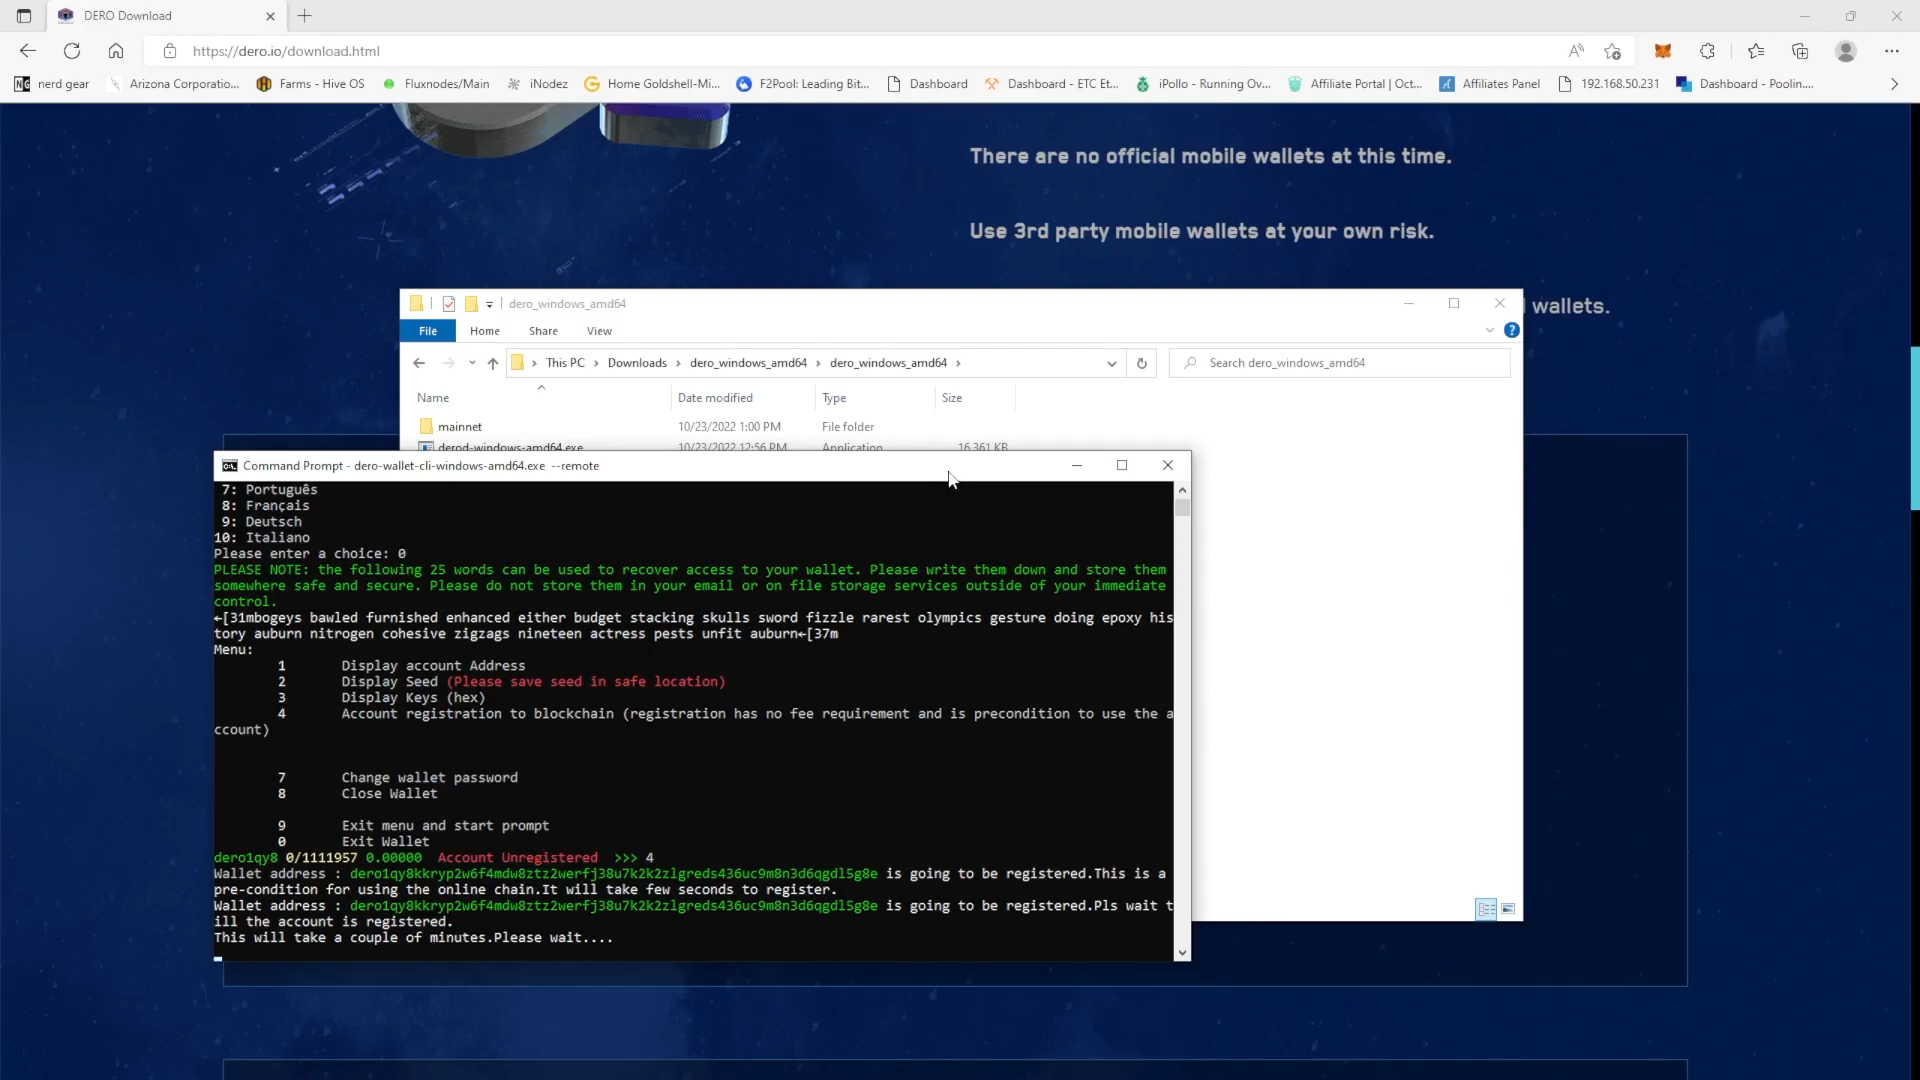 DERO Download
https://dero.io/download.html
nerd gear
Arizona Corporatio...
Farms - Hive OS
Fluxnodes/Main
iNodez
Home Goldshell-Mi...
F2Pool: Leading Bit...
Dashboard
Dashboard - ETC Et...
iPollo - Running Ov...
Affiliate Portal | Oct...
Affiliates Panel
192.168.50.231
Dashboard - Poolin....
There are no official mobile wallets at this time.
Use 3rd party mobile wallets at your own risk.
wallets.
dero_windows_amd64
File Home Share View
This PC > Downloads > dero_windows_amd64 > dero_windows_amd64 >
Search dero_windows_amd64
Name Date modified Type Size
mainnet 10/23/2022 1:00 PM File folder
derod-windows-amd64.exe 10/23/2022 12:56 PM Application 16,361 KB
Command Prompt - dero-wallet-cli-windows-amd64.exe --remote
7: Português
8: Français
9: Deutsch
10: Italiano
Please enter a choice: 0
PLEASE NOTE: the following 25 words can be used to recover access to your wallet. Please write them down and store them
somewhere safe and secure. Please do not store them in your email or on file storage services outside of your immediate
control.
←[31mbogeys bawled furnished enhanced either budget stacking skulls sword fizzle rarest olympics gesture doing epoxy his
tory auburn nitrogen cohesive zigzags nineteen actress pests unfit auburn←[37m
Menu:
1 Display account Address
2 Display Seed (Please save seed in safe location)
3 Display Keys (hex)
4 Account registration to blockchain (registration has no fee requirement and is precondition to use the a
ccount)
7 Change wallet password
8 Close Wallet
9 Exit menu and start prompt
0 Exit Wallet
dero1qy8 0/1111957 0.00000 Account Unregistered >>> 4
Wallet address : dero1qy8kkryp2w6f4mdw8ztz2werfj38u7k2k2zlgreds436uc9m8n3d6qgdl5g8e is going to be registered.This is a
pre-condition for using the online chain.It will take few seconds to register.
Wallet address : dero1qy8kkryp2w6f4mdw8ztz2werfj38u7k2k2zlgreds436uc9m8n3d6qgdl5g8e is going to be registered.Pls wait t
ill the account is registered.
This will take a couple of minutes.Please wait....